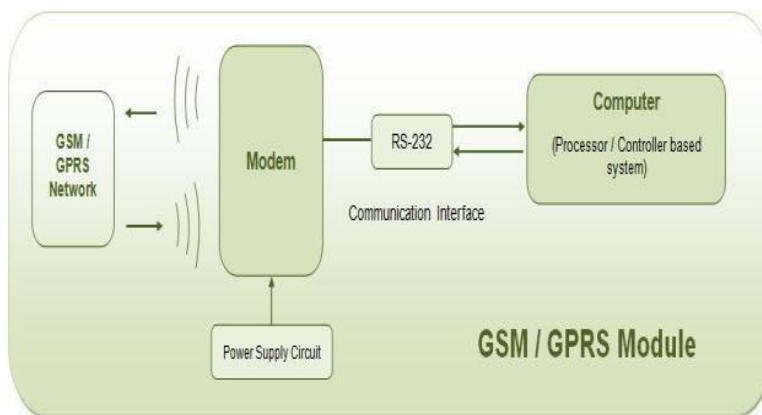 GSM /
GPRS
Network
Modem
RS-232
Communication Interface
Computer
(Processor / Controller based
system)
Power Supply Circuit
GSM / GPRS Module